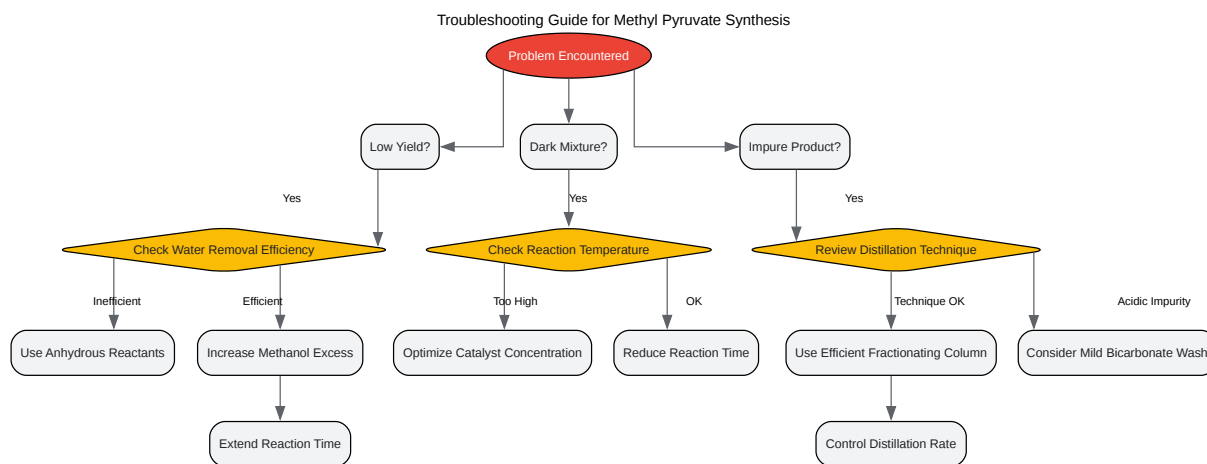 Troubleshooting Guide for Methyl Pyruvate Synthesis
Problem Encountered
Low Yield?
Dark Mixture?
Impure Product?
Yes
Yes
Yes
Check Water Removal Efficiency
Check Reaction Temperature
Review Distillation Technique
Inefficient
Efficient
Too High
OK
Technique OK
Acidic Impurity
Use Anhydrous Reactants
Increase Methanol Excess
Optimize Catalyst Concentration
Reduce Reaction Time
Use Efficient Fractionating Column
Consider Mild Bicarbonate Wash
Extend Reaction Time
Control Distillation Rate